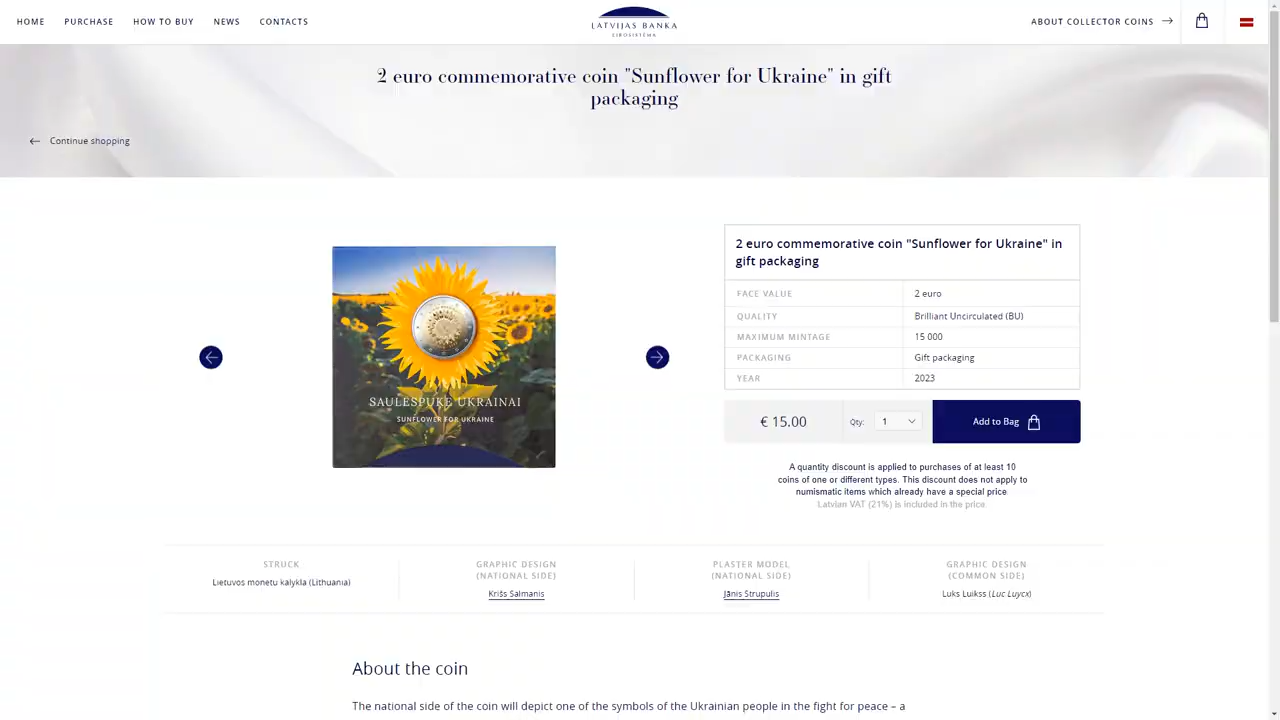 HOME PURCHASE HOW TO BUY NEWS CONTACTS
LATVIJAS BANKA
EIROSISTĒMA
ABOUT COLLECTOR COINS
2 euro commemorative coin "Sunflower for Ukraine" in gift
packaging
Continue shopping
SAULESPUĶE UKRAINAI
SUNFLOWER FOR UKRAINE
2 euro commemorative coin "Sunflower for Ukraine" in
gift packaging
FACE VALUE 2 euro
QUALITY Brilliant Uncirculated (BU)
MAXIMUM MINTAGE 15 000
PACKAGING Gift packaging
YEAR 2023
€ 15.00 Qty: 1 Add to Bag
A quantity discount is applied to purchases of at least 10
coins of one or different types. This discount does not apply to
numismatic items which already have a special price.
Latvian VAT (21%) is included in the price.
STRUCK
Lietuvos monetu kalykla (Lithuania)
GRAPHIC DESIGN
(NATIONAL SIDE)
Krišs Salmanis
PLASTER MODEL
(NATIONAL SIDE)
Jānis Strupulis
GRAPHIC DESIGN
(COMMON SIDE)
Luks Luikss (Luc Luycx)
About the coin
The national side of the coin will depict one of the symbols of the Ukrainian people in the fight for peace – a